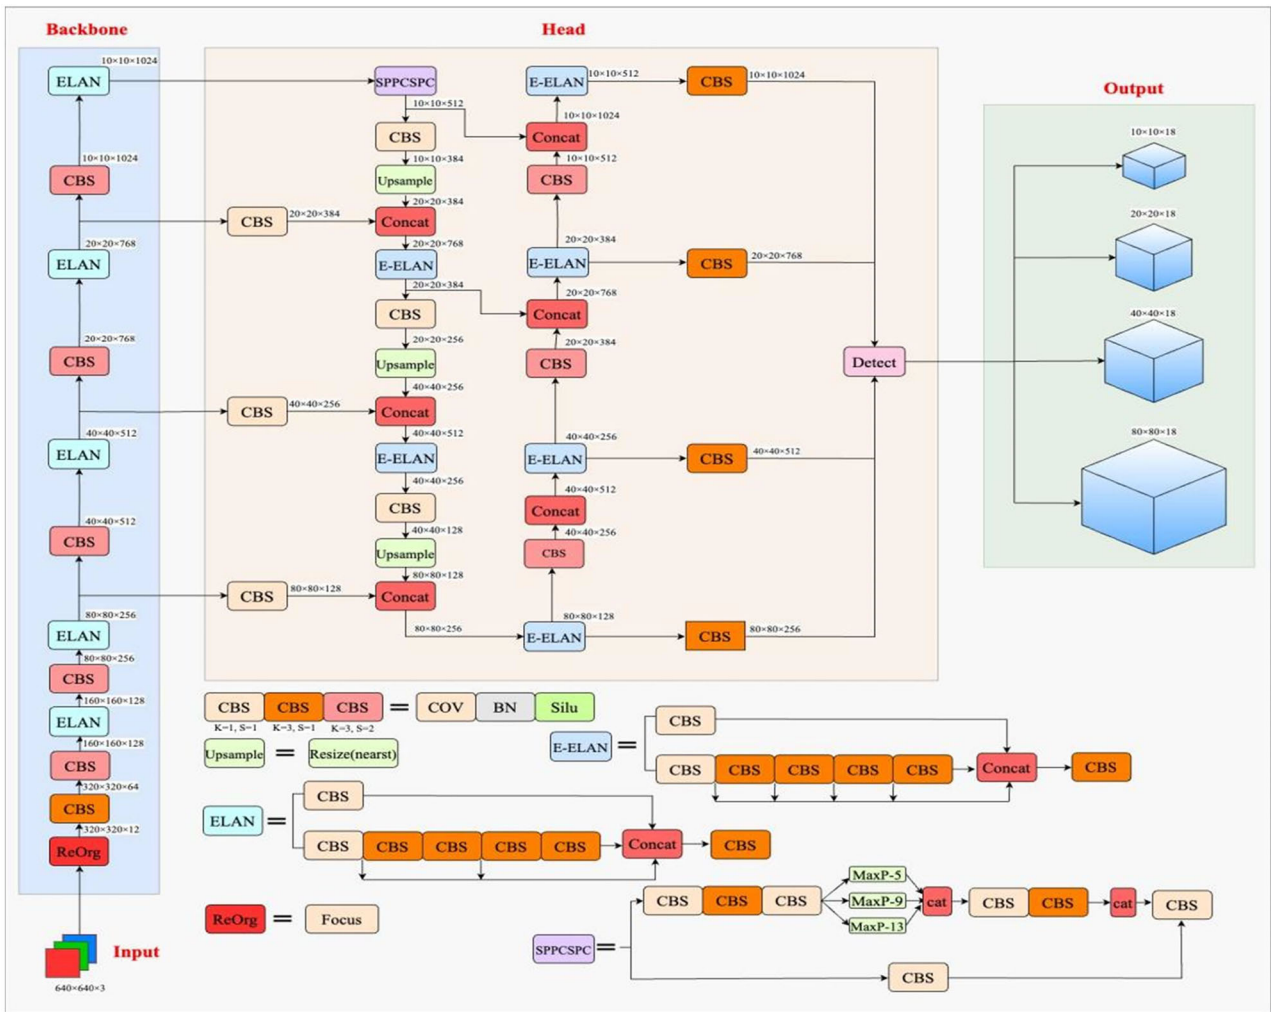 Backbone
Head
Output
ELAN
10×10×1024
CBS
10×10×1024
ELAN
20×20×768
CBS
20×20×768
ELAN
40×40×512
CBS
40×40×512
ELAN
80×80×256
CBS
80×80×256
ELAN
160×160×128
CBS
160×160×128
CBS
320×320×64
ReOrg
320×320×12
Input
640×640×3
SPPCSPC
10×10×512
CBS
10×10×384
Upsample
20×20×384
CBS
20×20×384
Concat
20×20×768
E-ELAN
20×20×384
CBS
20×20×256
Upsample
40×40×256
CBS
40×40×256
Concat
40×40×512
E-ELAN
40×40×256
CBS
40×40×128
Upsample
80×80×128
CBS
80×80×128
Concat
80×80×256
E-ELAN
10×10×512
CBS
10×10×1024
10×10×1024
Concat
10×10×512
CBS
20×20×384
E-ELAN
CBS
20×20×768
20×20×768
Concat
20×20×384
CBS
40×40×256
E-ELAN
CBS
40×40×512
40×40×512
Concat
40×40×256
CBS
80×80×128
E-ELAN
CBS
80×80×256
Detect
10×10×18
20×20×18
40×40×18
80×80×18
CBS CBS CBS = COV BN Silu
K=1, S=1 K=3, S=1 K=3, S=2
Upsample = Resize(nearst)
E-ELAN =
CBS
CBS CBS CBS CBS CBS Concat CBS
ELAN =
CBS
CBS CBS CBS CBS CBS Concat CBS
ReOrg = Focus
SPPCSPC =
CBS CBS CBS
MaxP-5
MaxP-9
MaxP-13
cat CBS CBS cat CBS
CBS